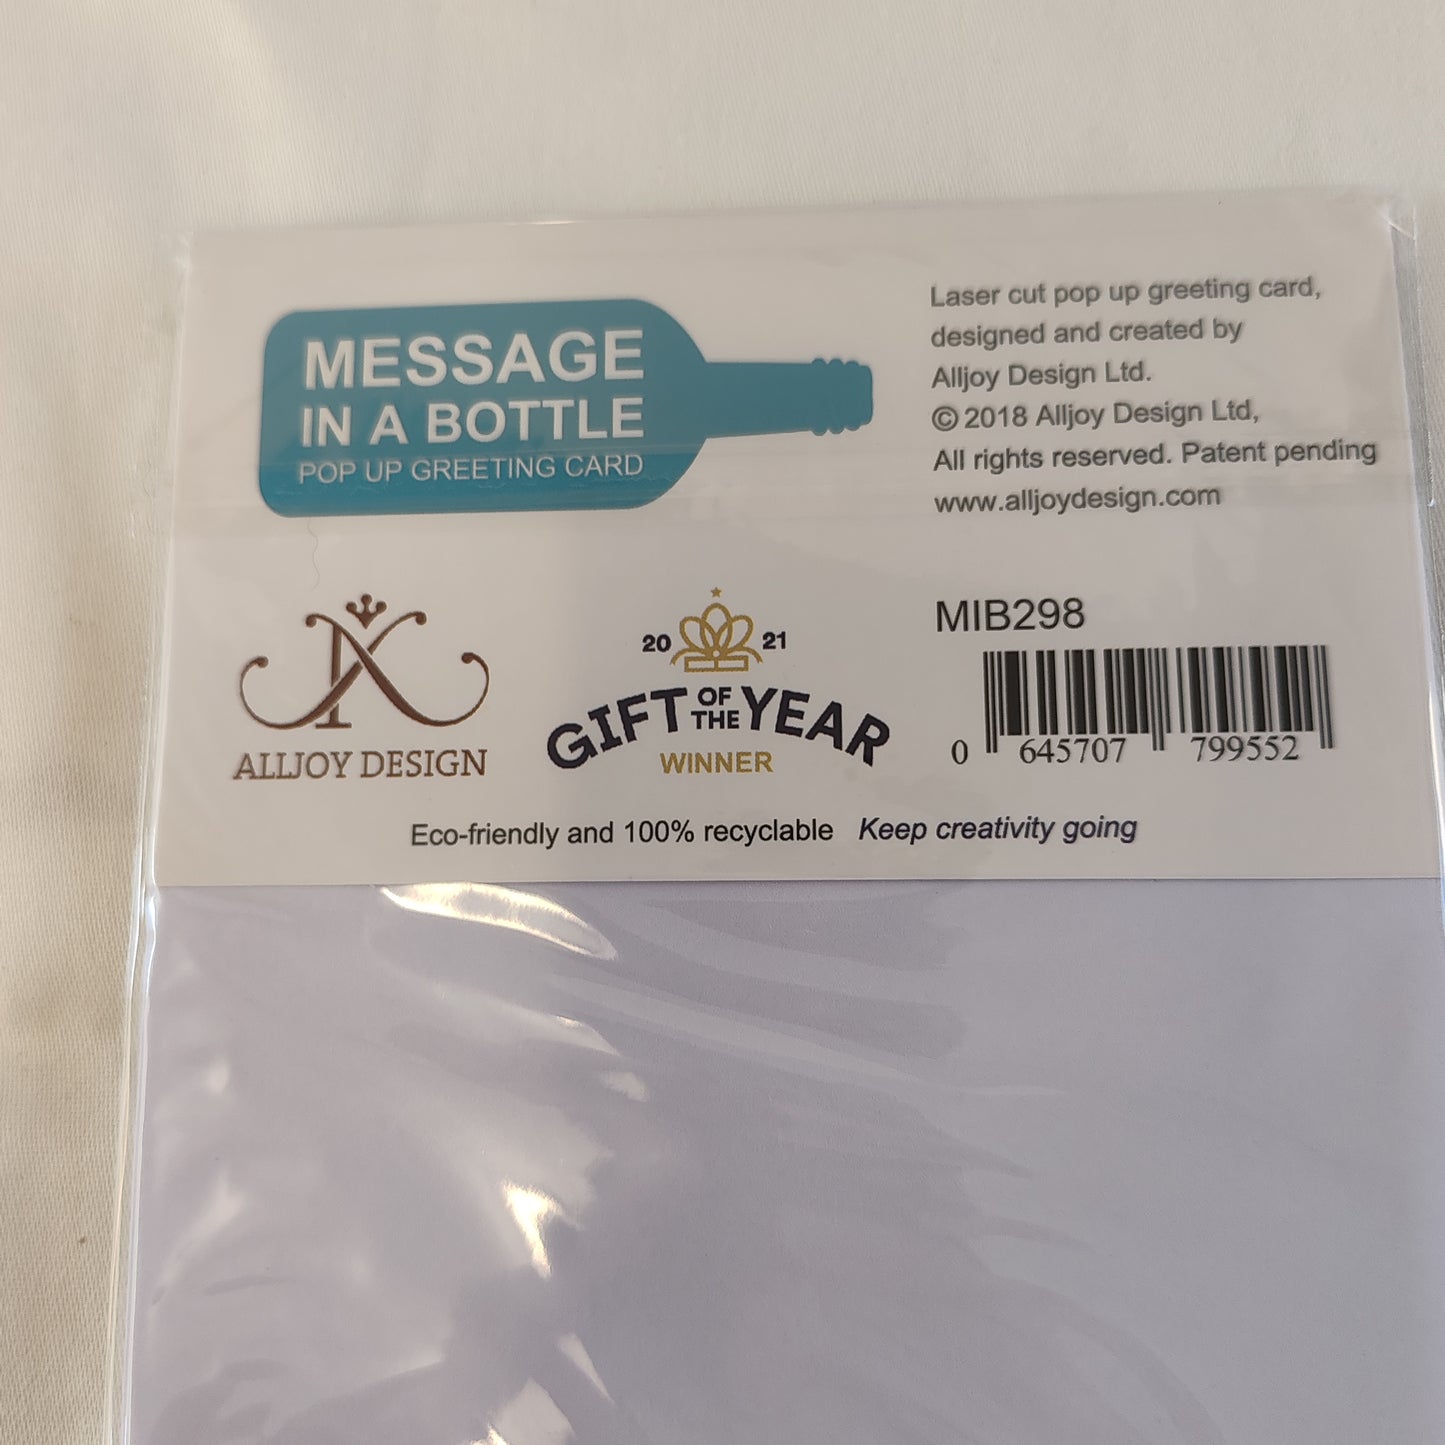 MESSAGE
IN A BOTTLE
POP UP GREETING CARD
Laser cut pop up greeting card,
designed and created by
Alljoy Design Ltd.
© 2018 Alljoy Design Ltd,
All rights reserved. Patent pending
www.alljoydesign.com
ALLJOY DESIGN
20 21
GIFT OF THE YEAR
WINNER
MIB298
0 645707 799552
Eco-friendly and 100% recyclable Keep creativity going